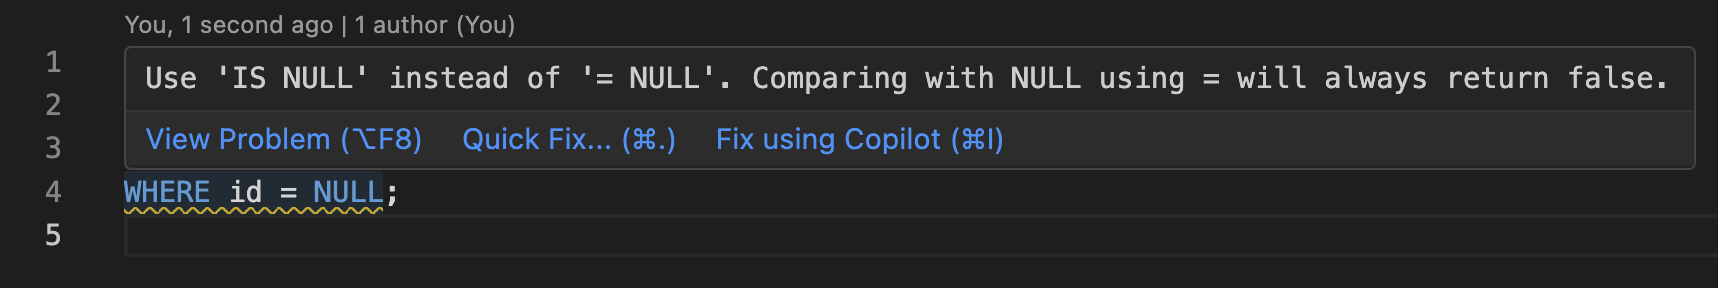 You, 1 second ago | 1 author (You)
1
Use 'IS NULL' instead of '= NULL'. Comparing with NULL using = will always return false.
2
3
View Problem (⌥F8) Quick Fix... (⌘.) Fix using Copilot (⌘I)
4 WHERE id = NULL;
5